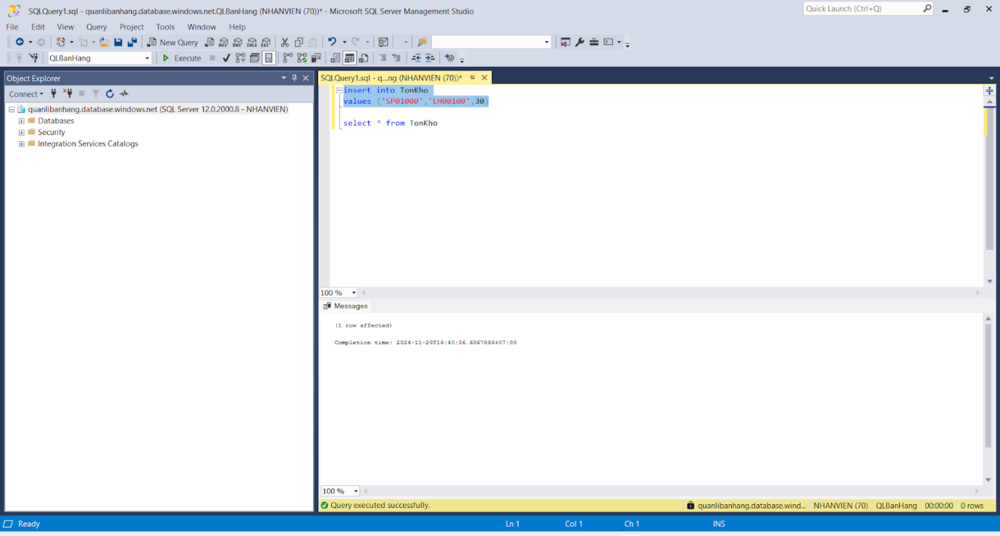 SQLQuery1.sql - quanlibanhang.database.windows.net.QLBanHang (NHANVIEN (70))* - Microsoft SQL Server Management Studio
Quick Launch (Ctrl+Q)
File Edit View Query Project Tools Window Help
New Query
QLBanHang Execute
Object Explorer
Connect
quanlibanhang.database.windows.net (SQL Server 12.0.2000.8 - NHANVIEN)
Databases
Security
Integration Services Catalogs
SQLQuery1.sql - q...ng (NHANVIEN (70))*
insert into TonKho
values ('SP01000','LH00100',30)
select * from TonKho
100 %
Messages
(1 row affected)
Completion time: 2024-11-29T16:40:36.6867886+07:00
100 %
Query executed successfully. quanlibanhang.database.wind... NHANVIEN (70) QLBanHang 00:00:00 0 rows
Ready Ln 1 Col 1 Ch 1 INS